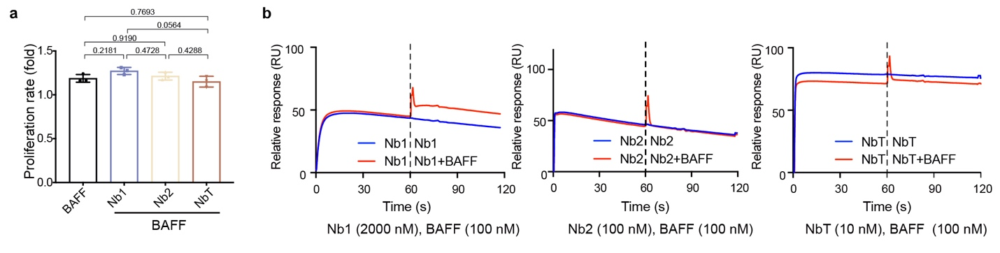 a
0.7693
0.0564
0.9190
0.2181 0.4728 0.4288
Proliferation rate (fold)
1.5
1.0
0.5
0.0
BAFF Nb1 Nb2 NbT
BAFF
b
Relative response (RU)
100
50
0
Nb1 Nb1
Nb1 Nb1+BAFF
0 30 60 90 120
Time (s)
Nb1 (2000 nM), BAFF (100 nM)
Relative response (RU)
100
50
0
Nb2 Nb2
Nb2 Nb2+BAFF
0 30 60 90 120
Time (s)
Nb2 (100 nM), BAFF (100 nM)
Relative response (RU)
100
50
0
NbT NbT
NbT NbT+BAFF
0 30 60 90 120
Time (s)
NbT (10 nM), BAFF (100 nM)